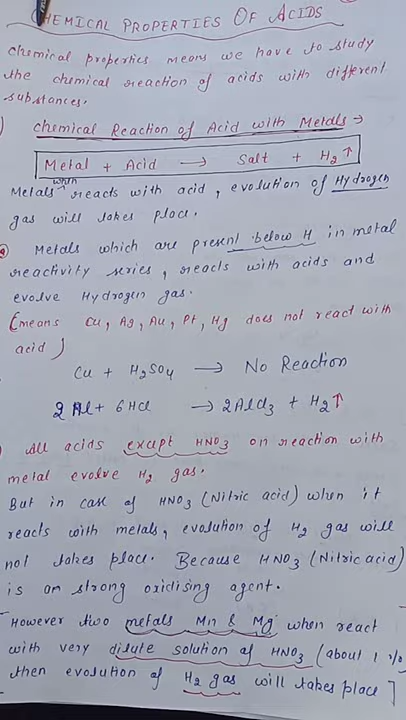 CHEMICAL PROPERTIES OF ACIDS
Chemical properties means we have to study
the chemical reaction of acids with different
substances.
) Chemical Reaction of Acid with Metals →
Metal + Acid → Salt + H₂↑
Metals when reacts with acid, evolution of Hydrogen
gas will takes place.
Metals which are present below H in metal
reactivity series, reacts with acids and
evolve Hydrogen gas.
(means Cu, Ag, Au, Pt, Hg does not react with
acid)
Cu + H₂SO₄ → No Reaction
2Al + 6HCl → 2AlCl₃ + H₂↑
) All acids except HNO₃ on reaction with
metal evolve H₂ gas.
But in case of HNO₃ (Nitric acid) when it
reacts with metals, evolution of H₂ gas will
not takes place. Because HNO₃ (Nitric acid)
is an strong oxidising agent.
[However two metals Mn & Mg when react
with very dilute solution of HNO₃ (about 1%)
then evolution of H₂ gas will takes place]